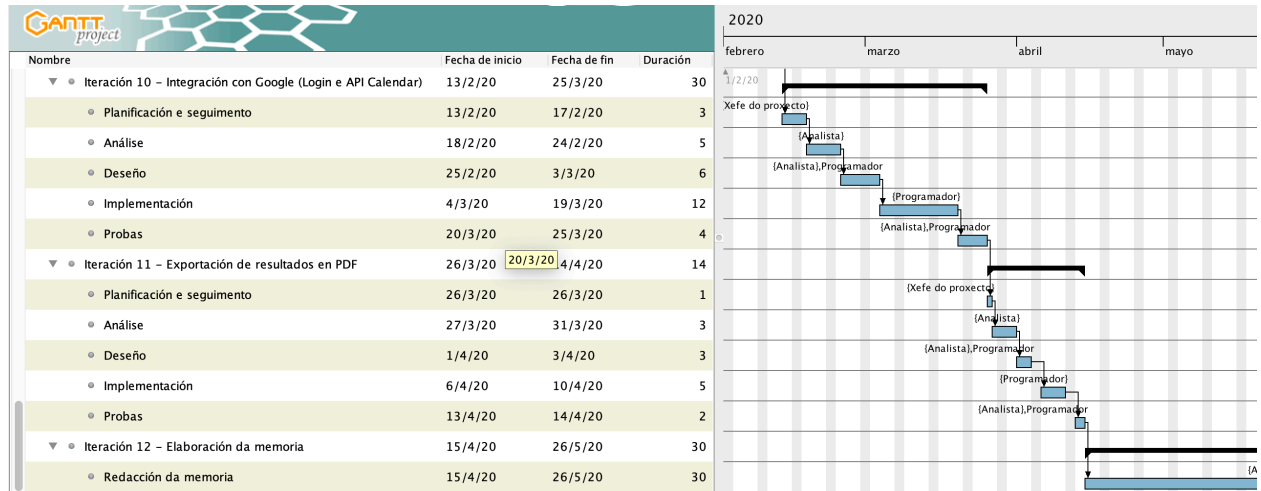 GANTT
project
2020
febrero marzo abril mayo
Nombre Fecha de inicio Fecha de fin Duración
1/2/20
Iteración 10 – Integración con Google (Login e API Calendar) 13/2/20 25/3/20 30
Planificación e seguimento 13/2/20 17/2/20 3 Xefe do proxecto}
Análise 18/2/20 24/2/20 5 {Analista}
Deseño 25/2/20 3/3/20 6 {Analista},Programador
Implementación 4/3/20 19/3/20 12 {Programador}
Probas 20/3/20 25/3/20 4 {Analista},Programador
Iteración 11 – Exportación de resultados en PDF 26/3/20 20/3/20 4/4/20 14
Planificación e seguimento 26/3/20 26/3/20 1 {Xefe do proxecto}
Análise 27/3/20 31/3/20 3 {Analista}
Deseño 1/4/20 3/4/20 3 {Analista},Programador
Implementación 6/4/20 10/4/20 5 {Programador}
Probas 13/4/20 14/4/20 2 {Analista},Programador
Iteración 12 – Elaboración da memoria 15/4/20 26/5/20 30
Redacción da memoria 15/4/20 26/5/20 30 {A